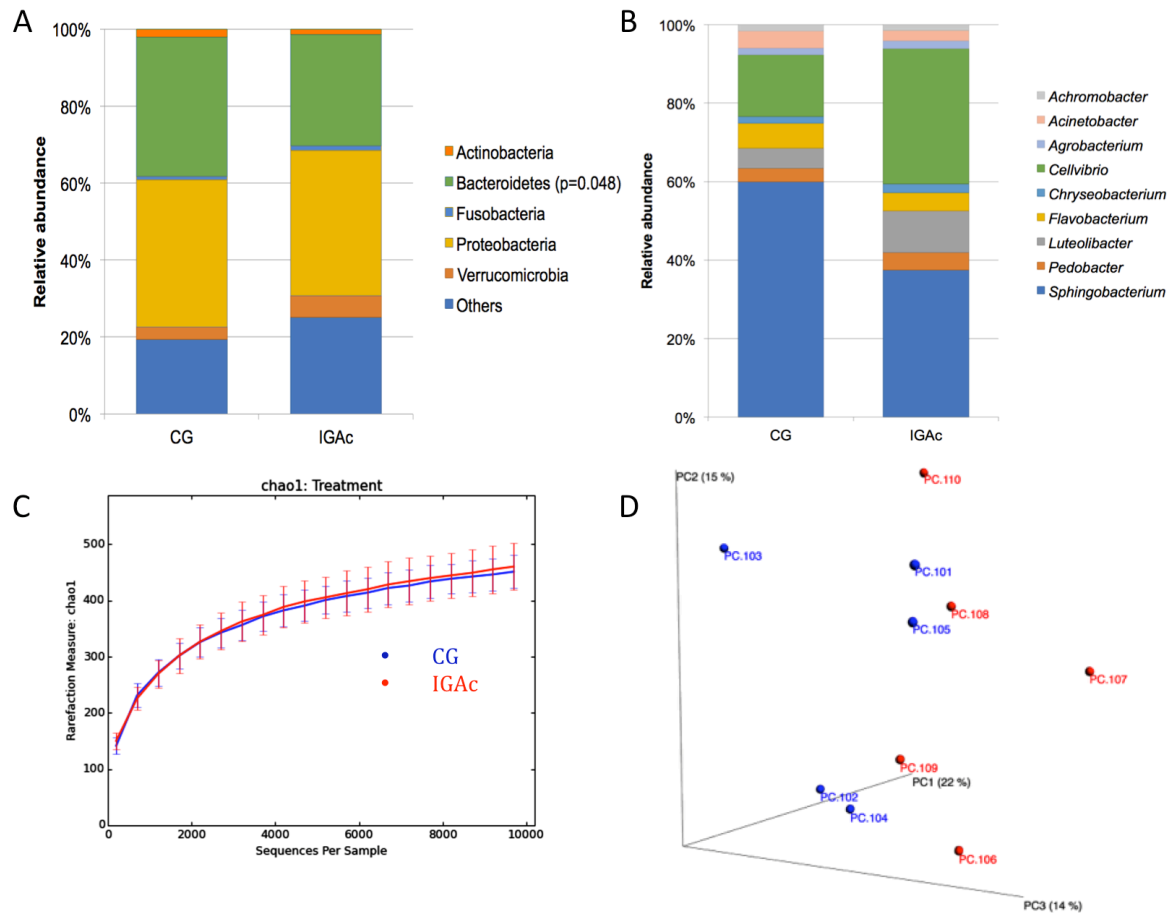 A
Relative abundance
100%
80%
60%
40%
20%
0%
CG
IGAc
Actinobacteria
Bacteroidetes (p=0.048)
Fusobacteria
Proteobacteria
Verrucomicrobia
Others
B
Relative abundance
100%
80%
60%
40%
20%
0%
CG
IGAc
Achromobacter
Acinetobacter
Agrobacterium
Cellvibrio
Chryseobacterium
Flavobacterium
Luteolibacter
Pedobacter
Sphingobacterium
C
chao1: Treatment
Rarefaction Measure: chao1
500
400
300
200
100
0
0
2000
4000
6000
8000
10000
Sequences Per Sample
CG
IGAc
D
PC2 (15 %)
PC.110
PC.103
PC.101
PC.108
PC.105
PC.107
PC.109
PC1 (22 %)
PC.102
PC.104
PC.106
PC3 (14 %)